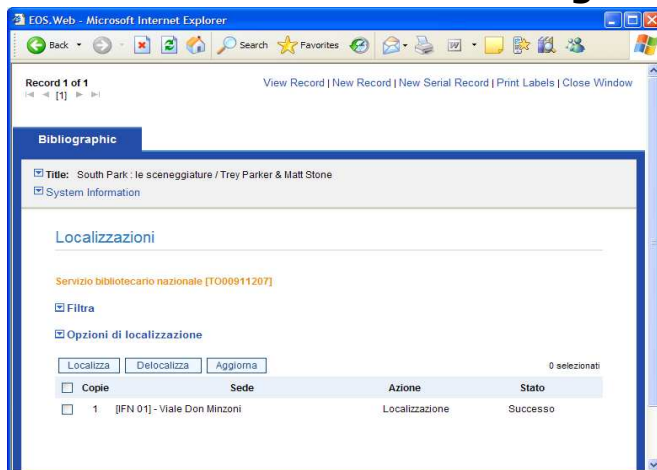 EOS.Web - Microsoft Internet Explorer
Back Search Favorites
Record 1 of 1
[1]
View Record | New Record | New Serial Record | Print Labels | Close Window
Bibliographic
Title: South Park : le sceneggiature / Trey Parker & Matt Stone
System Information
Localizzazioni
Servizio bibliotecario nazionale [TO00911207]
Filtra
Opzioni di localizzazione
Localizza Delocalizza Aggiorna 0 selezionati
Copie Sede Azione Stato
1 [IFN 01] - Viale Don Minzoni Localizzazione Successo